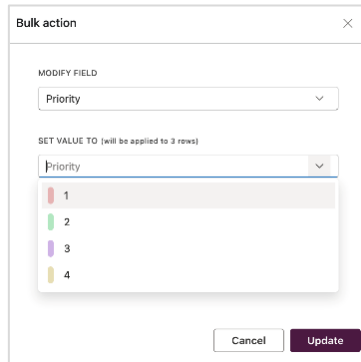 Bulk action
MODIFY FIELD
Priority
SET VALUE TO (will be applied to 3 rows)
Priority
1
2
3
4
Cancel Update